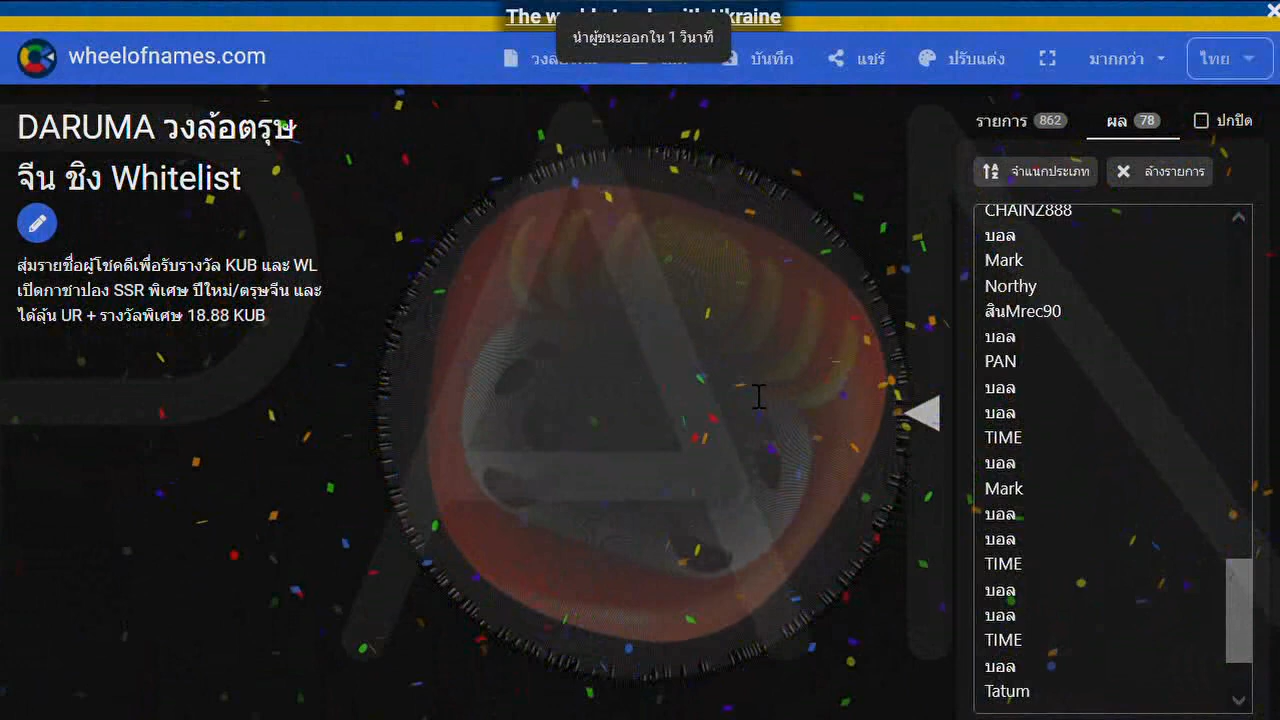 The world stands with Ukraine
นำผู้ชนะออกใน 1 วินาที
wheelofnames.com
บันทึก
แชร์
ปรับแต่ง
มากกว่า
ไทย
DARUMA วงล้อตรุษ
จีน ชิง Whitelist
สุ่มรายชื่อผู้โชคดีเพื่อรับรางวัล KUB และ WL
เปิดกาชาปอง SSR พิเศษ ปีใหม่/ตรุษจีน และ
ได้ลุ้น UR + รางวัลพิเศษ 18.88 KUB
รายการ 862
ผล 78
ปกปิด
จำแนกประเภท
ล้างรายการ
CHAINZ888
บอล
Mark
Northy
สินMrec90
บอล
PAN
บอล
บอล
TIME
บอล
Mark
บอล
บอล
TIME
บอล
บอล
TIME
บอล
Tatum